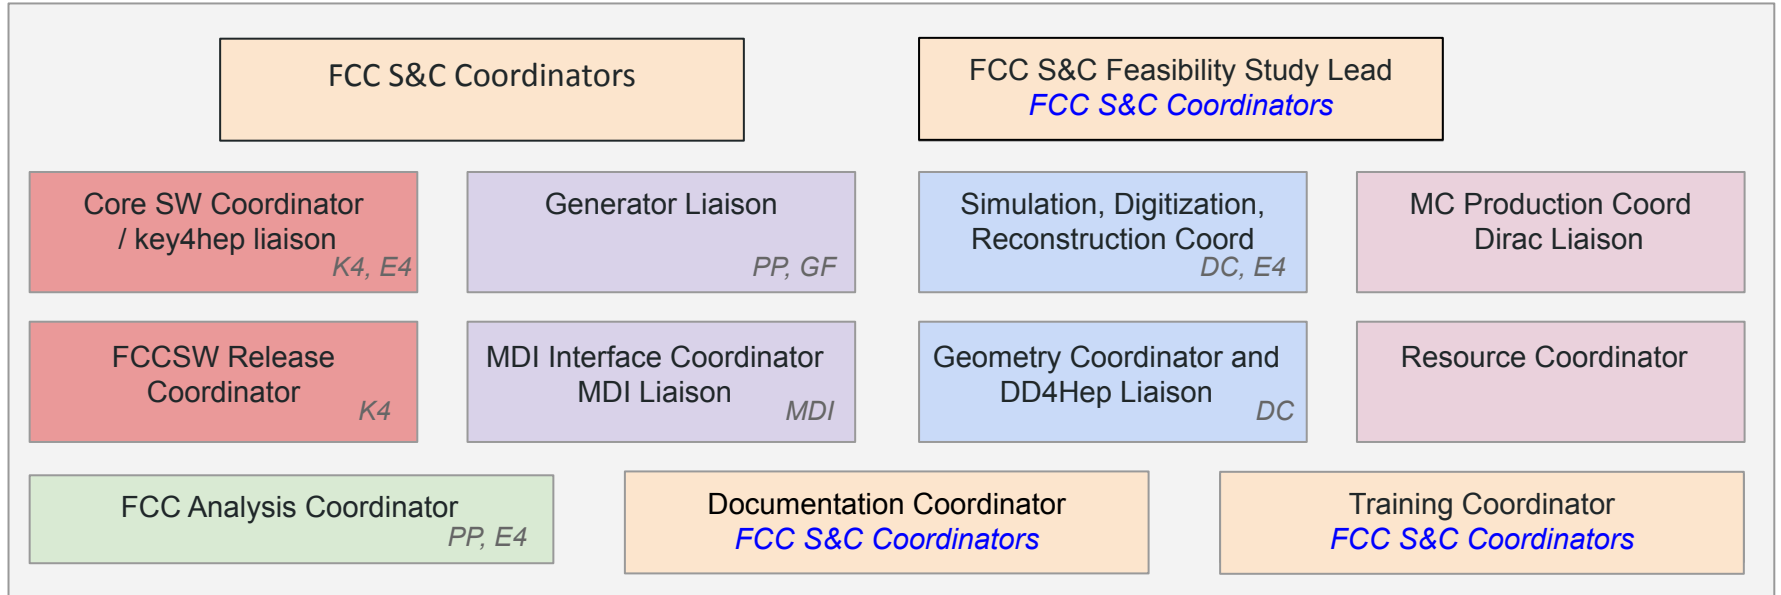 FCC S&C Coordinators
FCC S&C Feasibility Study Lead
FCC S&C Coordinators
Core SW Coordinator
/ key4hep liaison
K4, E4
Generator Liaison
PP, GF
Simulation, Digitization,
Reconstruction Coord
DC, E4
MC Production Coord
Dirac Liaison
FCCSW Release
Coordinator
K4
MDI Interface Coordinator
MDI Liaison
MDI
Geometry Coordinator and
DD4Hep Liaison
DC
Resource Coordinator
FCC Analysis Coordinator
PP, E4
Documentation Coordinator
FCC S&C Coordinators
Training Coordinator
FCC S&C Coordinators